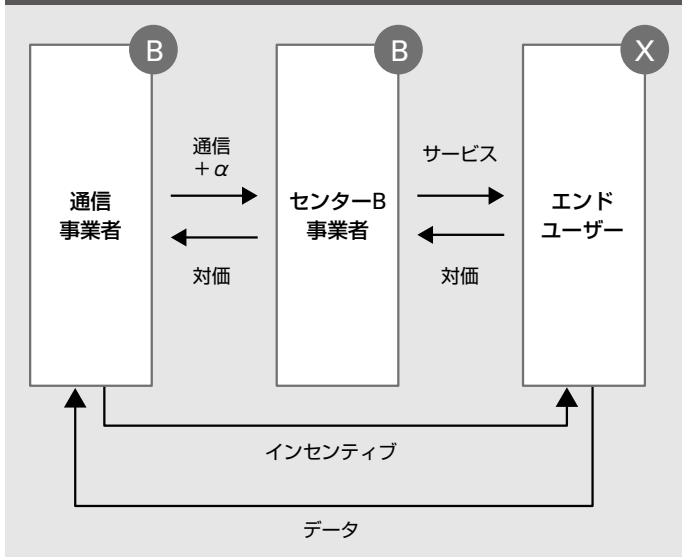 B
B
X
通信
+α
サービス
通信
事業者
センターB
事業者
エンド
ユーザー
対価
対価
インセンティブ
データ